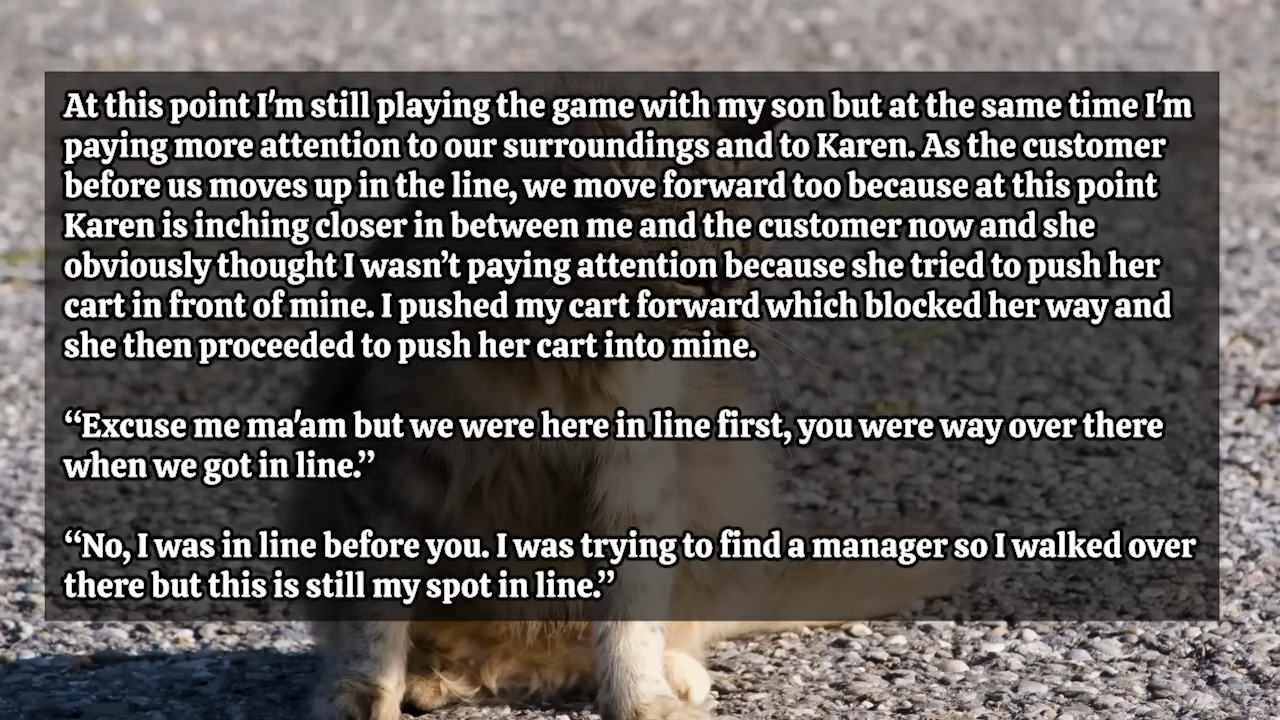 At this point I'm still playing the game with my son but at the same time I'm
paying more attention to our surroundings and to Karen. As the customer
before us moves up in the line, we move forward too because at this point
Karen is inching closer in between me and the customer now and she
obviously thought I wasn’t paying attention because she tried to push her
cart in front of mine. I pushed my cart forward which blocked her way and
she then proceeded to push her cart into mine.
“Excuse me ma'am but we were here in line first, you were way over there
when we got in line.”
“No, I was in line before you. I was trying to find a manager so I walked over
there but this is still my spot in line.”